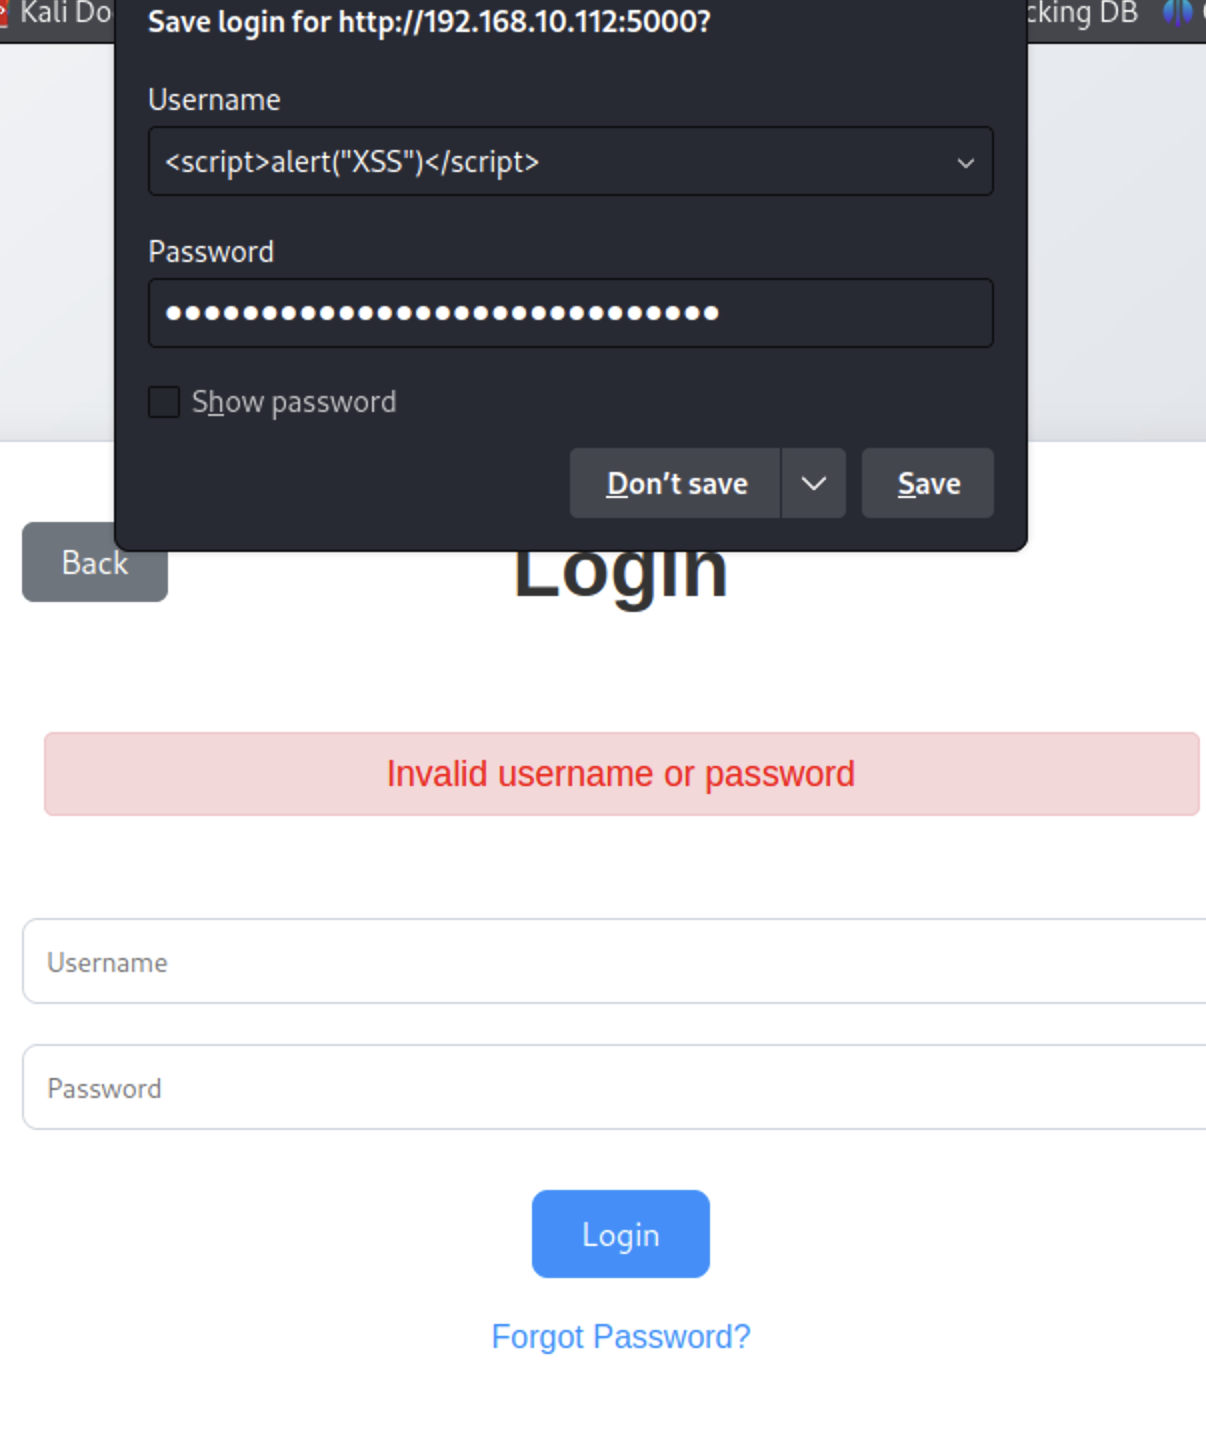 Kali Do
cking DB
Save login for http://192.168.10.112:5000?
Username
<script>alert("XSS")</script>
Password
●●●●●●●●●●●●●●●●●●●●●●●●●●●●●
Show password
Don’t save
Save
Back
Login
Invalid username or password
Username
Password
Login
Forgot Password?